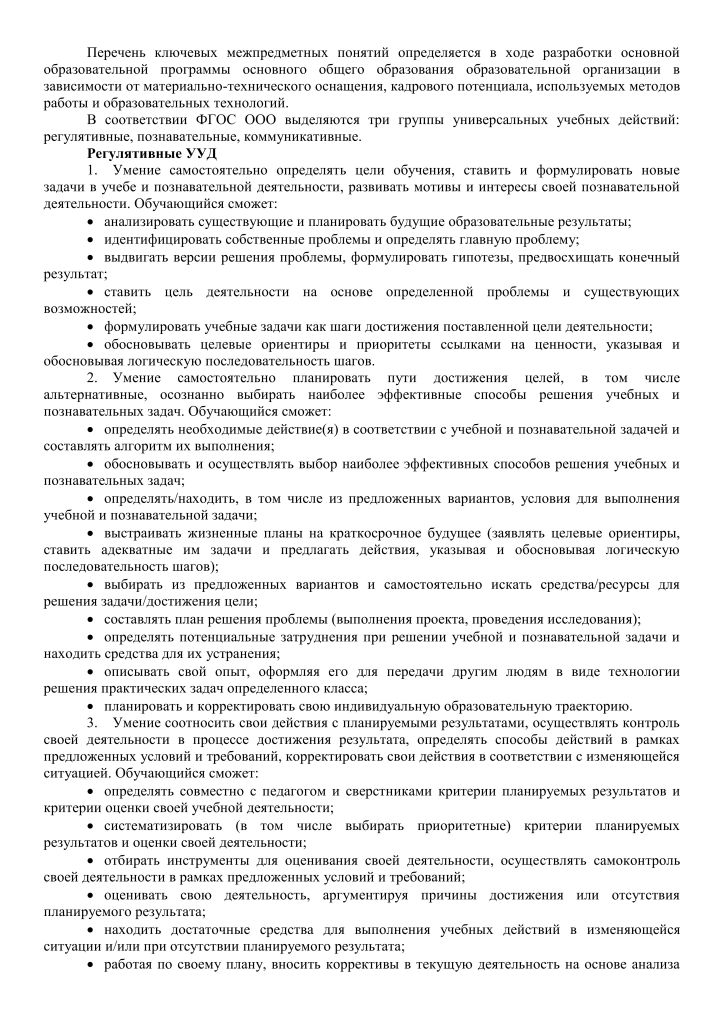 Перечень ключевых межпредметных понятий определяется в ходе разработки основной
образовательной программы основного общего образования образовательной организации в
зависимости от материально-технического оснащения, кадрового потенциала, используемых методов
работы и образовательных технологий.
В соответствии ФГОС ООО выделяются три группы универсальных учебных действий:
регулятивные, познавательные, коммуникативные.
Регулятивные УУД
1. Умение самостоятельно определять цели обучения, ставить и формулировать новые
задачи в учебе и познавательной деятельности, развивать мотивы и интересы своей познавательной
деятельности. Обучающийся сможет:
• анализировать существующие и планировать будущие образовательные результаты;
• идентифицировать собственные проблемы и определять главную проблему;
• выдвигать версии решения проблемы, формулировать гипотезы, предвосхищать конечный
результат;
• ставить цель деятельности на основе определенной проблемы и существующих
возможностей;
• формулировать учебные задачи как шаги достижения поставленной цели деятельности;
• обосновывать целевые ориентиры и приоритеты ссылками на ценности, указывая и
обосновывая логическую последовательность шагов.
2. Умение самостоятельно планировать пути достижения целей, в том числе
альтернативные, осознанно выбирать наиболее эффективные способы решения учебных и
познавательных задач. Обучающийся сможет:
• определять необходимые действие(я) в соответствии с учебной и познавательной задачей и
составлять алгоритм их выполнения;
• обосновывать и осуществлять выбор наиболее эффективных способов решения учебных и
познавательных задач;
• определять/находить, в том числе из предложенных вариантов, условия для выполнения
учебной и познавательной задачи;
• выстраивать жизненные планы на краткосрочное будущее (заявлять целевые ориентиры,
ставить адекватные им задачи и предлагать действия, указывая и обосновывая логическую
последовательность шагов);
• выбирать из предложенных вариантов и самостоятельно искать средства/ресурсы для
решения задачи/достижения цели;
• составлять план решения проблемы (выполнения проекта, проведения исследования);
• определять потенциальные затруднения при решении учебной и познавательной задачи и
находить средства для их устранения;
• описывать свой опыт, оформляя его для передачи другим людям в виде технологии
решения практических задач определенного класса;
• планировать и корректировать свою индивидуальную образовательную траекторию.
3. Умение соотносить свои действия с планируемыми результатами, осуществлять контроль
своей деятельности в процессе достижения результата, определять способы действий в рамках
предложенных условий и требований, корректировать свои действия в соответствии с изменяющейся
ситуацией. Обучающийся сможет:
• определять совместно с педагогом и сверстниками критерии планируемых результатов и
критерии оценки своей учебной деятельности;
• систематизировать (в том числе выбирать приоритетные) критерии планируемых
результатов и оценки своей деятельности;
• отбирать инструменты для оценивания своей деятельности, осуществлять самоконтроль
своей деятельности в рамках предложенных условий и требований;
• оценивать свою деятельность, аргументируя причины достижения или отсутствия
планируемого результата;
• находить достаточные средства для выполнения учебных действий в изменяющейся
ситуации и/или при отсутствии планируемого результата;
• работая по своему плану, вносить коррективы в текущую деятельность на основе анализа